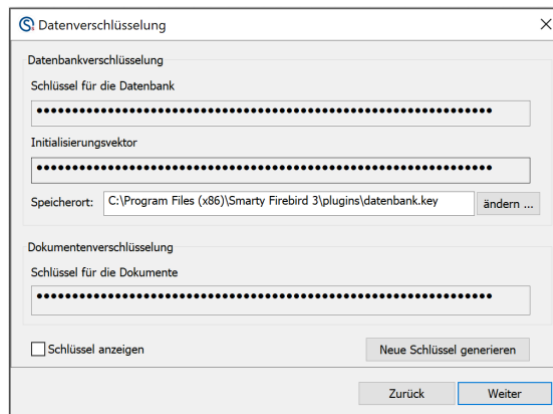 Datenverschlüsselung
Datenbankverschlüsselung
Schlüssel für die Datenbank
Initialisierungsvektor
Speicherort: C:\Program Files (x86)\Smarty Firebird 3\plugins\datenbank.key ändern ...
Dokumentenverschlüsselung
Schlüssel für die Dokumente
Schlüssel anzeigen Neue Schlüssel generieren
Zurück Weiter